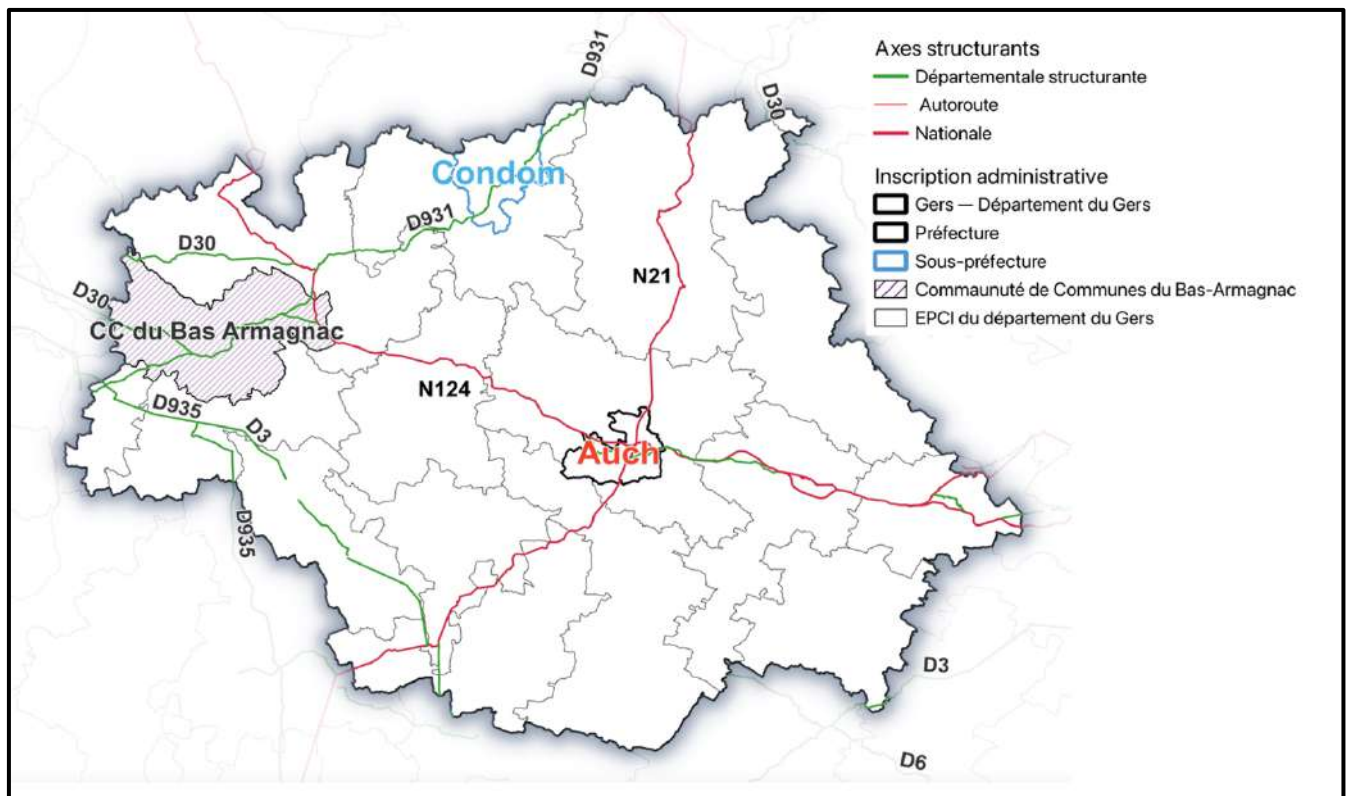 Axes structurants
Départementale structurante
Autoroute
Nationale
Inscription administrative
Gers — Département du Gers
Préfecture
Sous-préfecture
Commaunuté de Communes du Bas-Armagnac
EPCI du département du Gers
D931
D30
Condom
D931
D30
N21
D30
CC du Bas Armagnac
N124
D935
D3
Auch
D935
D3
D6